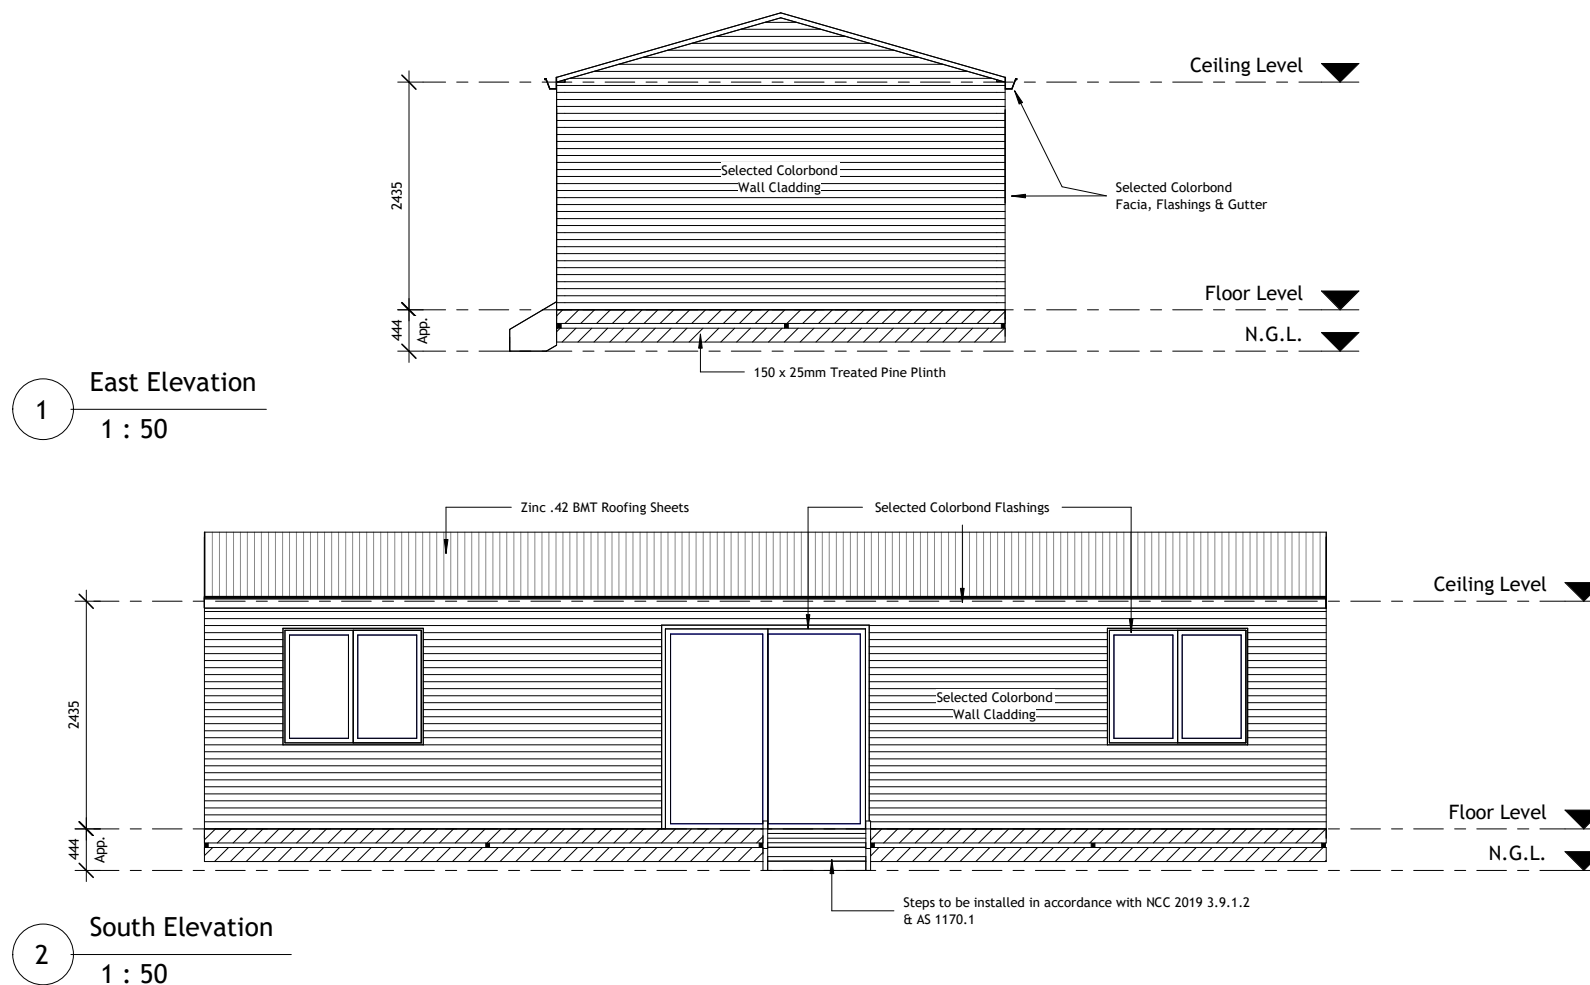 Ceiling Level
2435
Selected Colorbond
Wall Cladding
Selected Colorbond
Facia, Flashings & Gutter
Floor Level
444
App.
N.G.L.
150 x 25mm Treated Pine Plinth
1
East Elevation
1 : 50
Zinc .42 BMT Roofing Sheets
Selected Colorbond Flashings
Ceiling Level
2435
Selected Colorbond
Wall Cladding
Floor Level
444
App.
N.G.L.
Steps to be installed in accordance with NCC 2019 3.9.1.2
& AS 1170.1
2
South Elevation
1 : 50